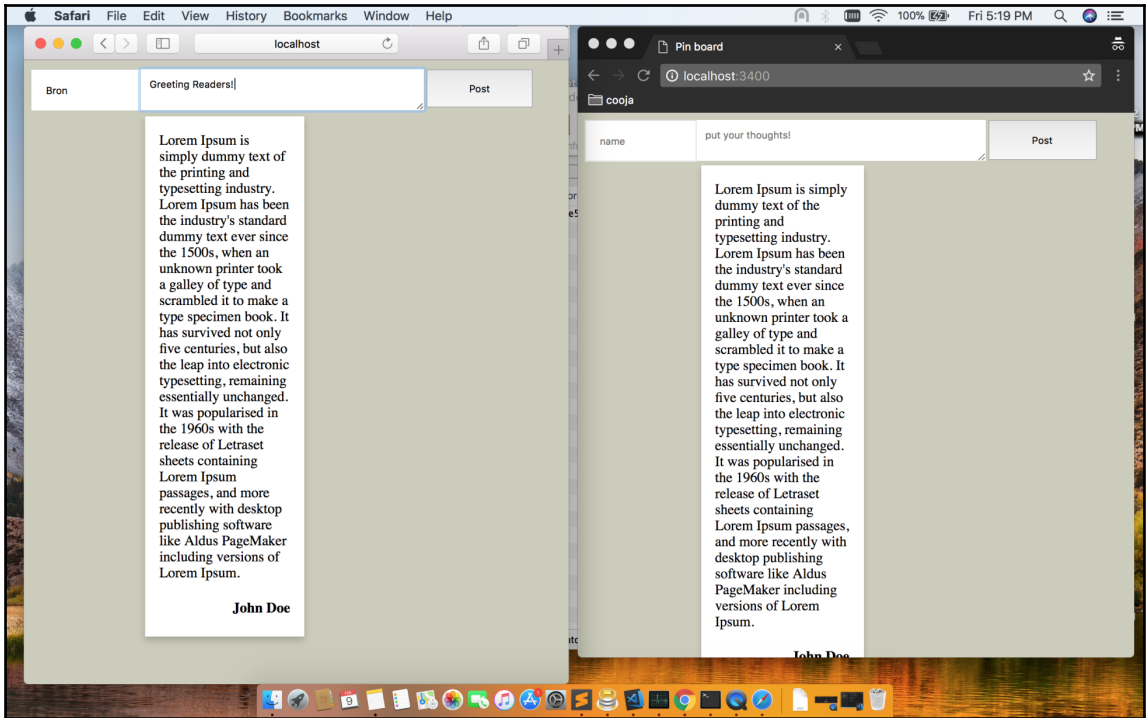 Safari File Edit View History Bookmarks Window Help
100% Fri 5:19 PM
localhost
Bron
Greeting Readers!
Post
Lorem Ipsum is
simply dummy text of
the printing and
typesetting industry.
Lorem Ipsum has been
the industry's standard
dummy text ever since
the 1500s, when an
unknown printer took
a galley of type and
scrambled it to make a
type specimen book. It
has survived not only
five centuries, but also
the leap into electronic
typesetting, remaining
essentially unchanged.
It was popularised in
the 1960s with the
release of Letraset
sheets containing
Lorem Ipsum
passages, and more
recently with desktop
publishing software
like Aldus PageMaker
including versions of
Lorem Ipsum.
John Doe
Pin board
localhost:3400
cooja
name
put your thoughts!
Post
Lorem Ipsum is simply
dummy text of the
printing and
typesetting industry.
Lorem Ipsum has been
the industry's standard
dummy text ever since
the 1500s, when an
unknown printer took a
galley of type and
scrambled it to make a
type specimen book. It
has survived not only
five centuries, but also
the leap into electronic
typesetting, remaining
essentially unchanged.
It was popularised in
the 1960s with the
release of Letraset
sheets containing
Lorem Ipsum passages,
and more recently with
desktop publishing
software like Aldus
PageMaker including
versions of Lorem
Ipsum.
John Doe
9